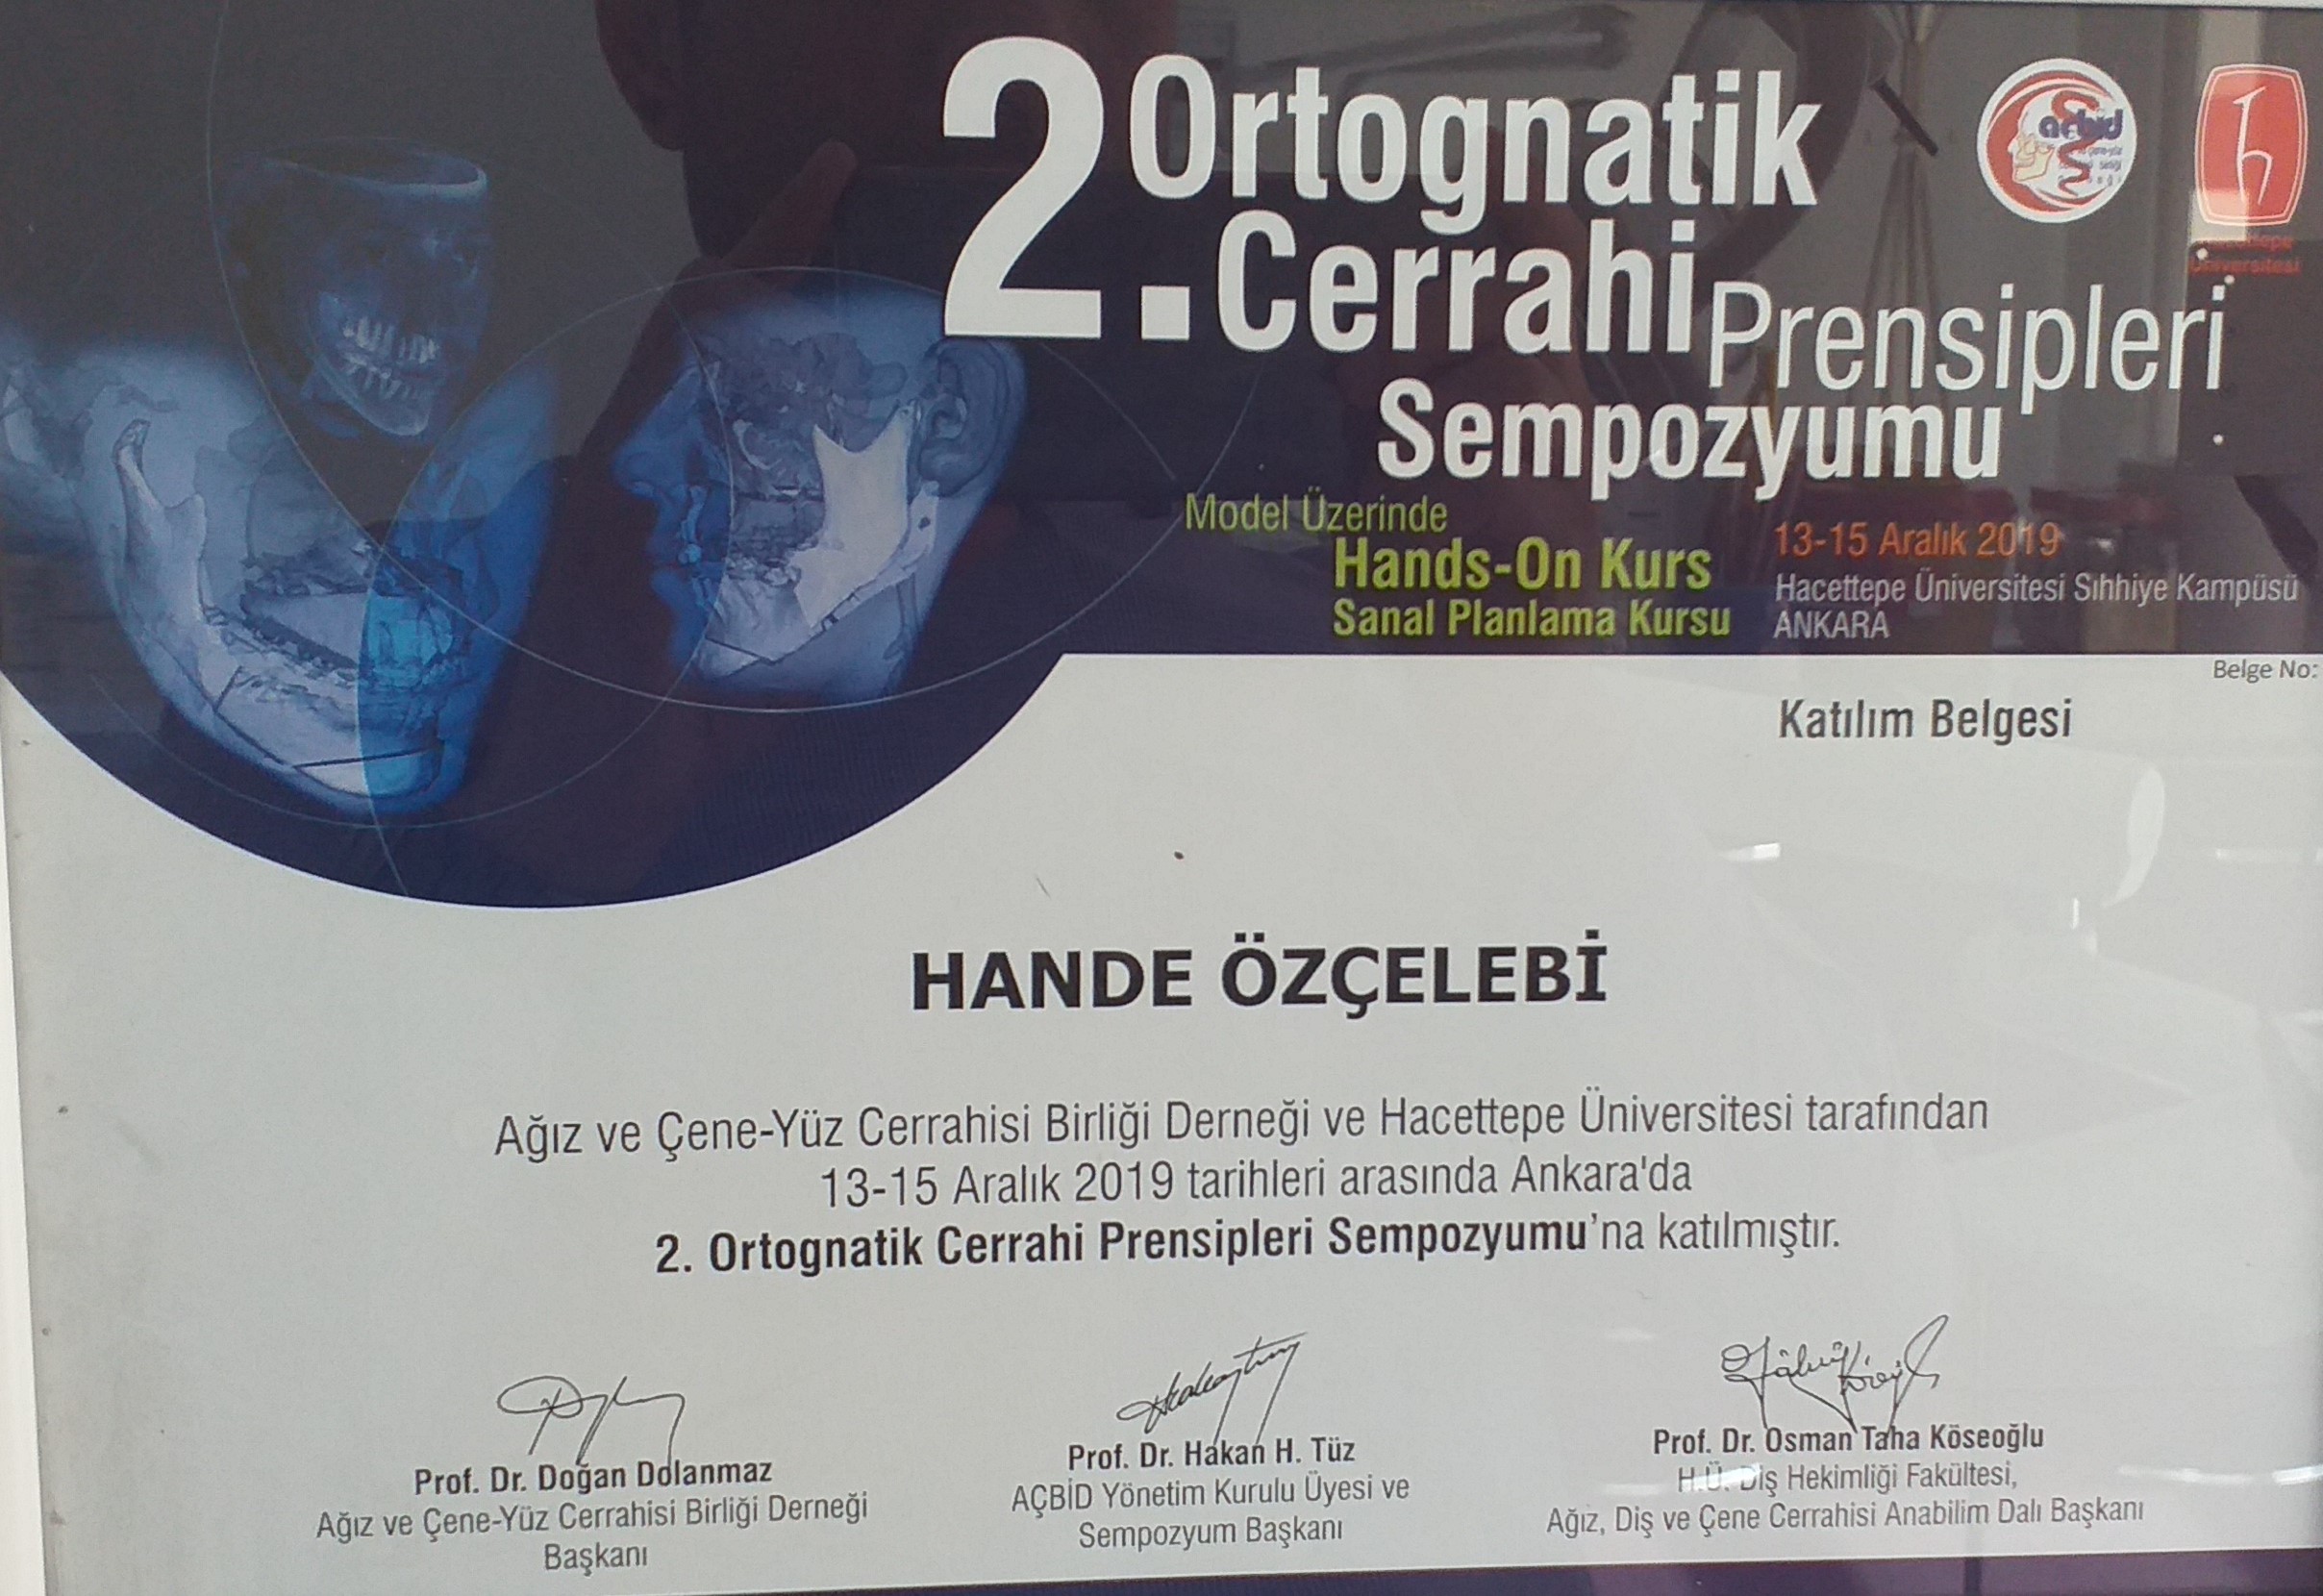 2. Ortognatik
Cerrahi Prensipleri
Sempozyumu
açbid
Hacettepe
Üniversitesi
Model Üzerinde
Hands-On Kurs
Sanal Planlama Kursu
13-15 Aralık 2019
Hacettepe Üniversitesi Sıhhiye Kampüsü
ANKARA
Belge No:
Katılım Belgesi
HANDE ÖZÇELEBİ
Ağız ve Çene-Yüz Cerrahisi Birliği Derneği ve Hacettepe Üniversitesi tarafından
13-15 Aralık 2019 tarihleri arasında Ankara'da
2. Ortognatik Cerrahi Prensipleri Sempozyumu'na katılmıştır.
Prof. Dr. Doğan Dolanmaz
Ağız ve Çene-Yüz Cerrahisi Birliği Derneği
Başkanı
Prof. Dr. Hakan H. Tüz
AÇBİD Yönetim Kurulu Üyesi ve
Sempozyum Başkanı
Prof. Dr. Osman Taha Köseoğlu
H.Ü. Diş Hekimliği Fakültesi,
Ağız, Diş ve Çene Cerrahisi Anabilim Dalı Başkanı